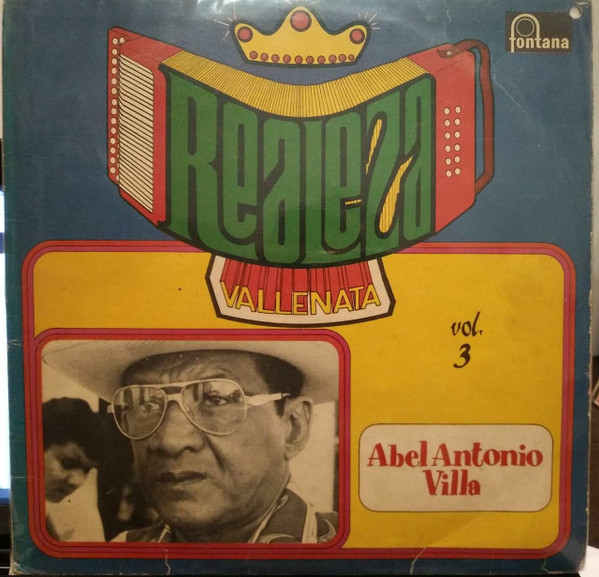 fontana
Realeza
VALLENATA
vol.
3
Abel Antonio
Villa